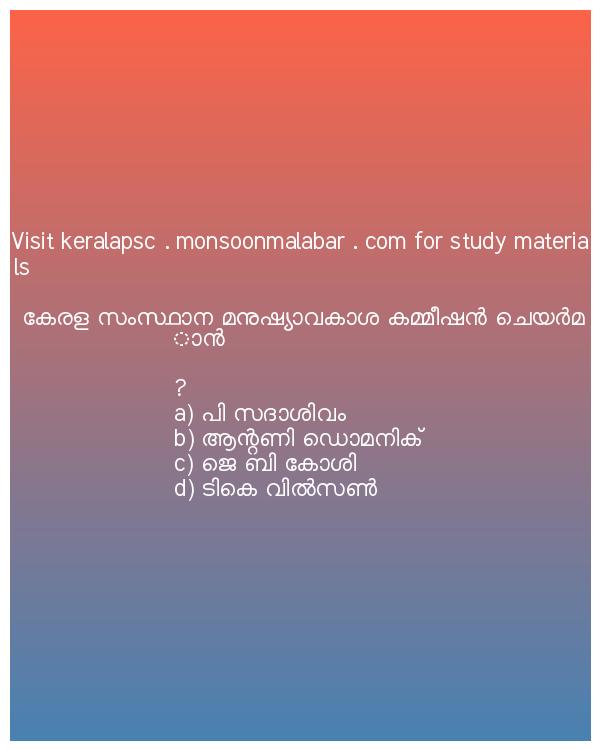 Visit keralapsc . monsoonmalabar . com for study materia
ls
കേരള സംസ്ഥാന മനുഷ്യാവകാശ കമ്മീഷൻ ചെയർമ
ാൻ
?
a) പി സദാശിവം
b) ആന്റണി ഡൊമനിക്
c) ജെ ബി കോശി
d) ടികെ വിൽസൺ